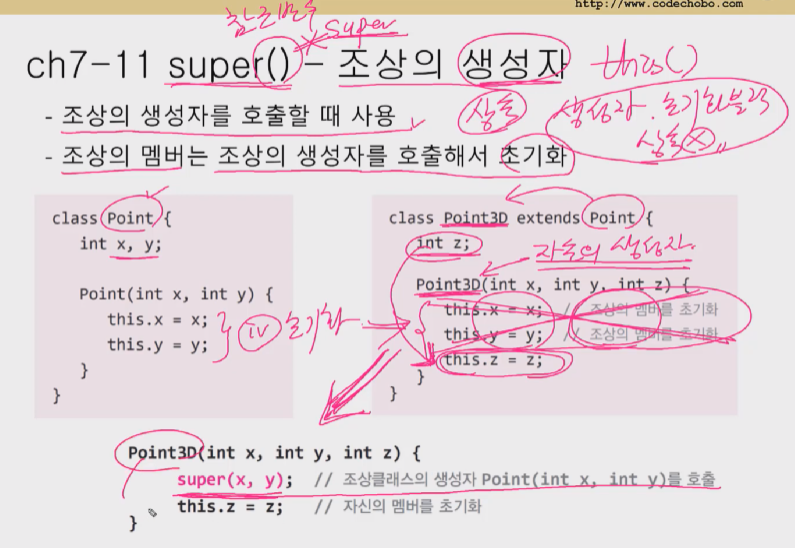 http://www.codechobo.com
참조변수
super
ch7-11 super() - 조상의 생성자
this()
- 조상의 생성자를 호출할 때 사용
상속
생성자, 초기화블럭
상속 X
- 조상의 멤버는 조상의 생성자를 호출해서 초기화
class Point {
int x, y;
Point(int x, int y) {
this.x = x;
this.y = y;
}
}
iv 초기화
class Point3D extends Point {
int z;
자손의 생성자
Point3D(int x, int y, int z) {
this.x = x; // 조상의 멤버를 초기화
this.y = y; // 조상의 멤버를 초기화
this.z = z;
}
}
Point3D(int x, int y, int z) {
super(x, y); // 조상클래스의 생성자 Point(int x, int y)를 호출
this.z = z; // 자신의 멤버를 초기화
}